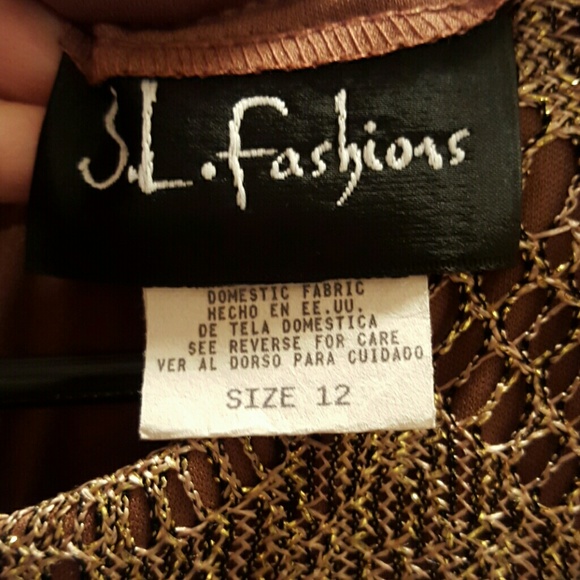 J.L. Fashions
DOMESTIC FABRIC
HECHO EN EE.UU.
DE TELA DOMESTICA
SEE REVERSE FOR CARE
VER AL DORSO PARA CUIDADO
SIZE 12